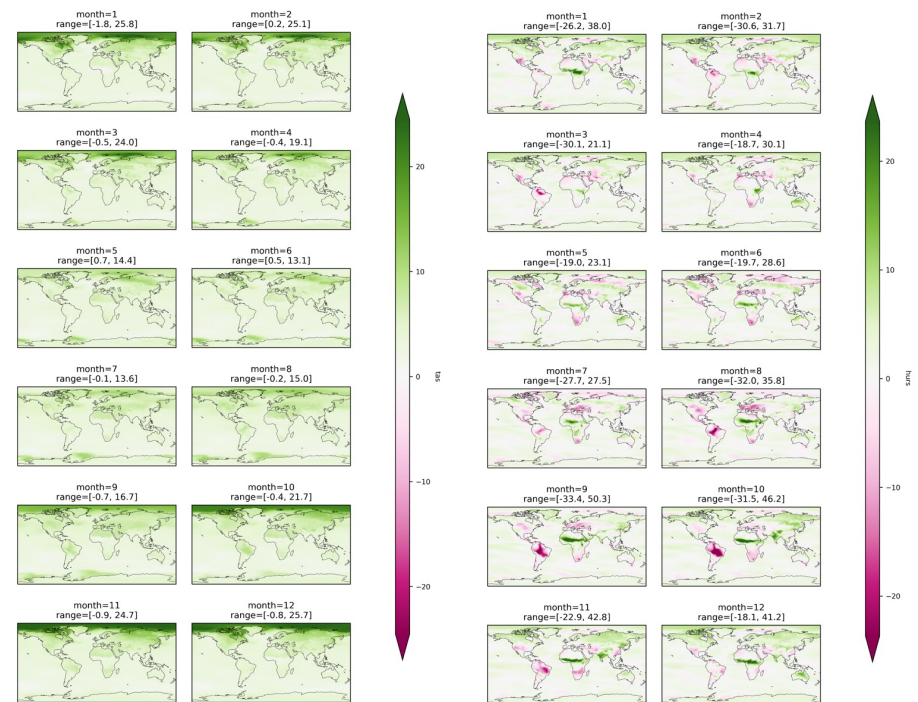 month=1
range=[-1.8, 25.8]
month=2
range=[0.2, 25.1]
month=3
range=[-0.5, 24.0]
month=4
range=[-0.4, 19.1]
month=5
range=[0.7, 14.4]
month=6
range=[0.5, 13.1]
month=7
range=[-0.1, 13.6]
month=8
range=[-0.2, 15.0]
month=9
range=[-0.7, 16.7]
month=10
range=[-0.4, 21.7]
month=11
range=[-0.9, 24.7]
month=12
range=[-0.8, 25.7]
20
10
0
−10
−20
tas
month=1
range=[-26.2, 38.0]
month=2
range=[-30.6, 31.7]
month=3
range=[-30.1, 21.1]
month=4
range=[-18.7, 30.1]
month=5
range=[-19.0, 23.1]
month=6
range=[-19.7, 28.6]
month=7
range=[-27.7, 27.5]
month=8
range=[-32.0, 35.8]
month=9
range=[-33.4, 50.3]
month=10
range=[-31.5, 46.2]
month=11
range=[-22.9, 42.8]
month=12
range=[-18.1, 41.2]
20
10
0
−10
−20
hurs